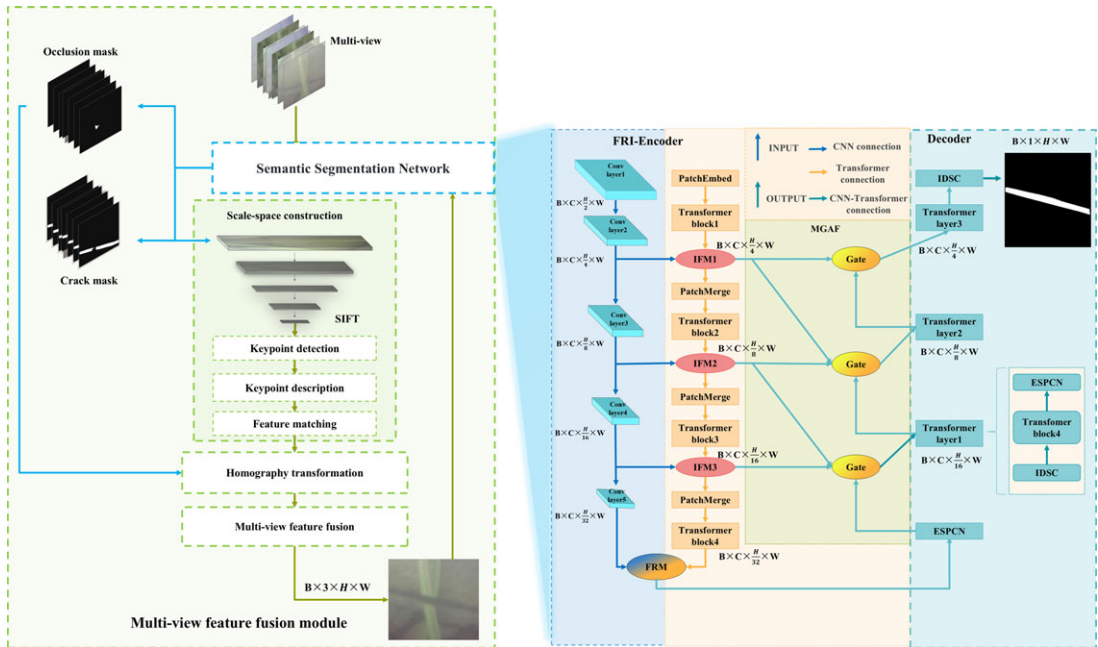 Multi-view
Occlusion mask
Semantic Segmentation Network
Crack mask
Scale-space construction
SIFT
Keypoint detection
Keypoint description
Feature matching
Homography transformation
Multi-view feature fusion
B×3×H×W
Multi-view feature fusion module
FRI-Encoder
Conv
layer1
B×C×H/2×W
Conv
layer2
B×C×H/4×W
Conv
layer3
B×C×H/8×W
Conv
layer4
B×C×H/16×W
Conv
layer5
B×C×H/32×W
FRM
PatchEmbed
Transformer
block1
IFM1
B×C×H/4×W
PatchMerge
Transformer
block2
B×C×H/8×W
IFM2
PatchMerge
Transformer
block3
IFM3
B×C×H/16×W
PatchMerge
Transformer
block4
B×C×H/32×W
INPUT
CNN connection
Transformer
connection
OUTPUT
CNN-Transformer
connection
MGAF
Gate
Gate
Gate
Decoder
B×1×H×W
IDSC
Transformer
layer3
B×C×H/4×W
Transformer
layer2
B×C×H/8×W
Transformer
layer1
B×C×H/16×W
ESPCN
ESPCN
Transfomer
block4
IDSC